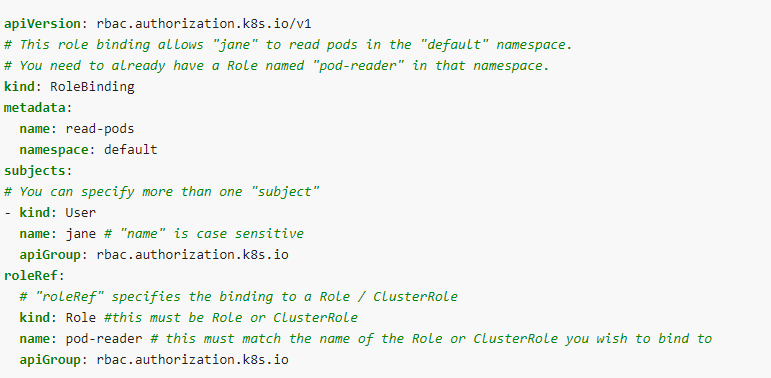 apiVersion: rbac.authorization.k8s.io/v1
# This role binding allows "jane" to read pods in the "default" namespace.
# You need to already have a Role named "pod-reader" in that namespace.
kind: RoleBinding
metadata:
  name: read-pods
  namespace: default
subjects:
# You can specify more than one "subject"
- kind: User
  name: jane # "name" is case sensitive
  apiGroup: rbac.authorization.k8s.io
roleRef:
  # "roleRef" specifies the binding to a Role / ClusterRole
  kind: Role #this must be Role or ClusterRole
  name: pod-reader # this must match the name of the Role or ClusterRole you wish to bind to
  apiGroup: rbac.authorization.k8s.io